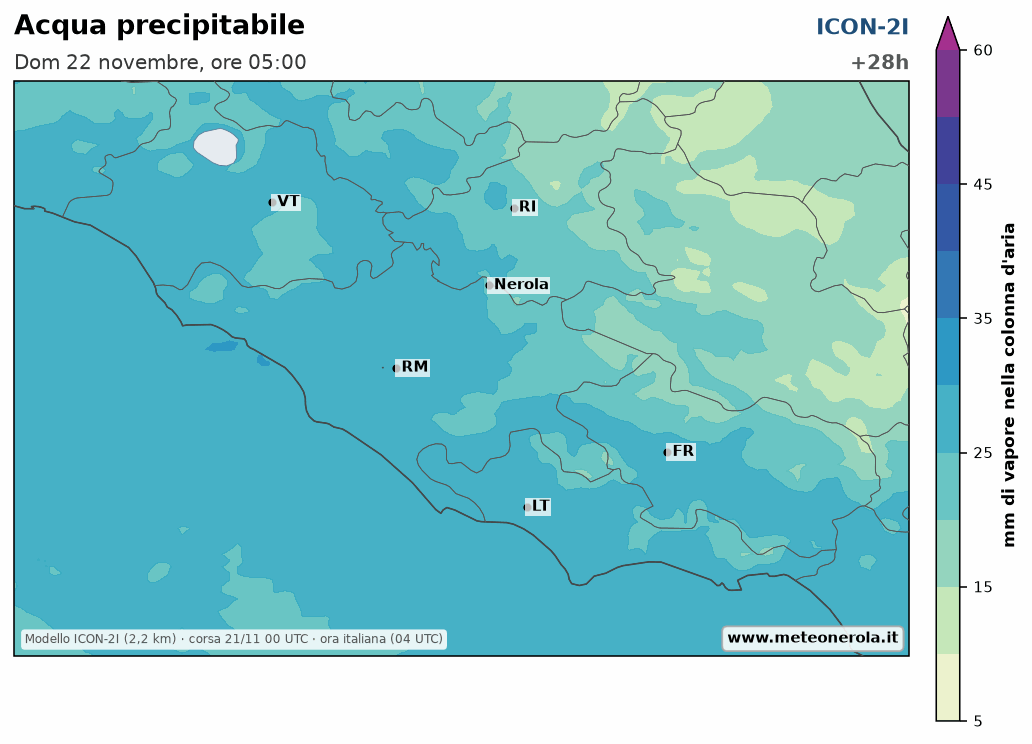 Acqua precipitabile
ICON-2I
Dom 22 novembre, ore 05:00
+28h
60
45
35
25
15
5
mm di vapore nella colonna d'aria
VT
RI
Nerola
RM
FR
LT
Modello ICON-2I (2,2 km) · corsa 21/11 00 UTC · ora italiana (04 UTC)
www.meteonerola.it